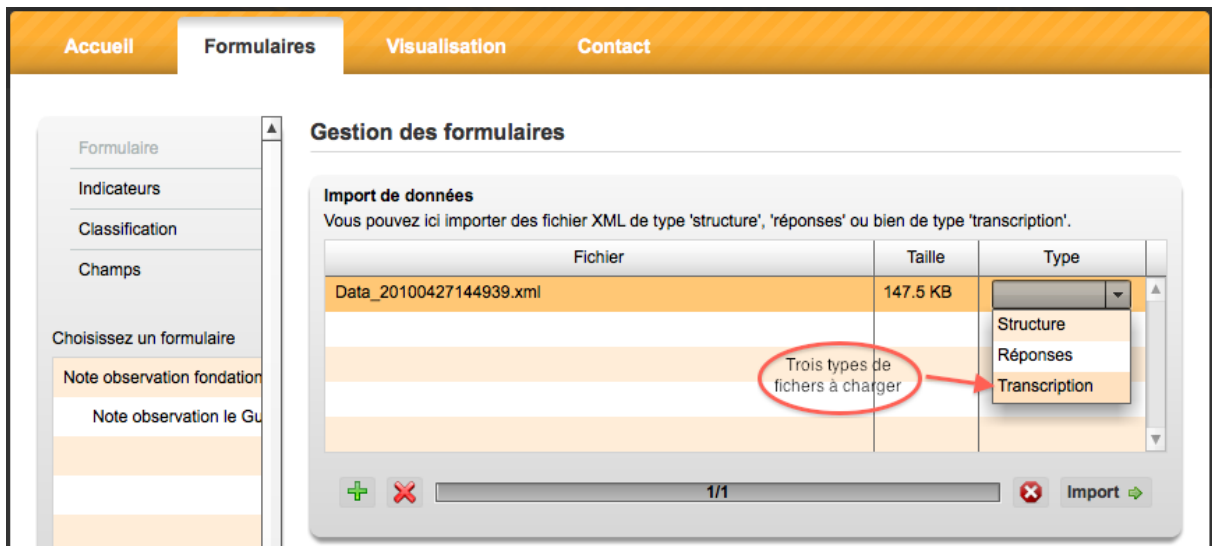 Accueil
Formulaires
Visualisation
Contact
Formulaire
Indicateurs
Classification
Champs
Choisissez un formulaire
Note observation fondation
Note observation le Gu
Gestion des formulaires
Import de données
Vous pouvez ici importer des fichier XML de type 'structure', 'réponses' ou bien de type 'transcription'.
Fichier
Taille
Type
Data_20100427144939.xml
147.5 KB
Structure
Réponses
Transcription
Trois types de
fichers à charger
1/1
Import